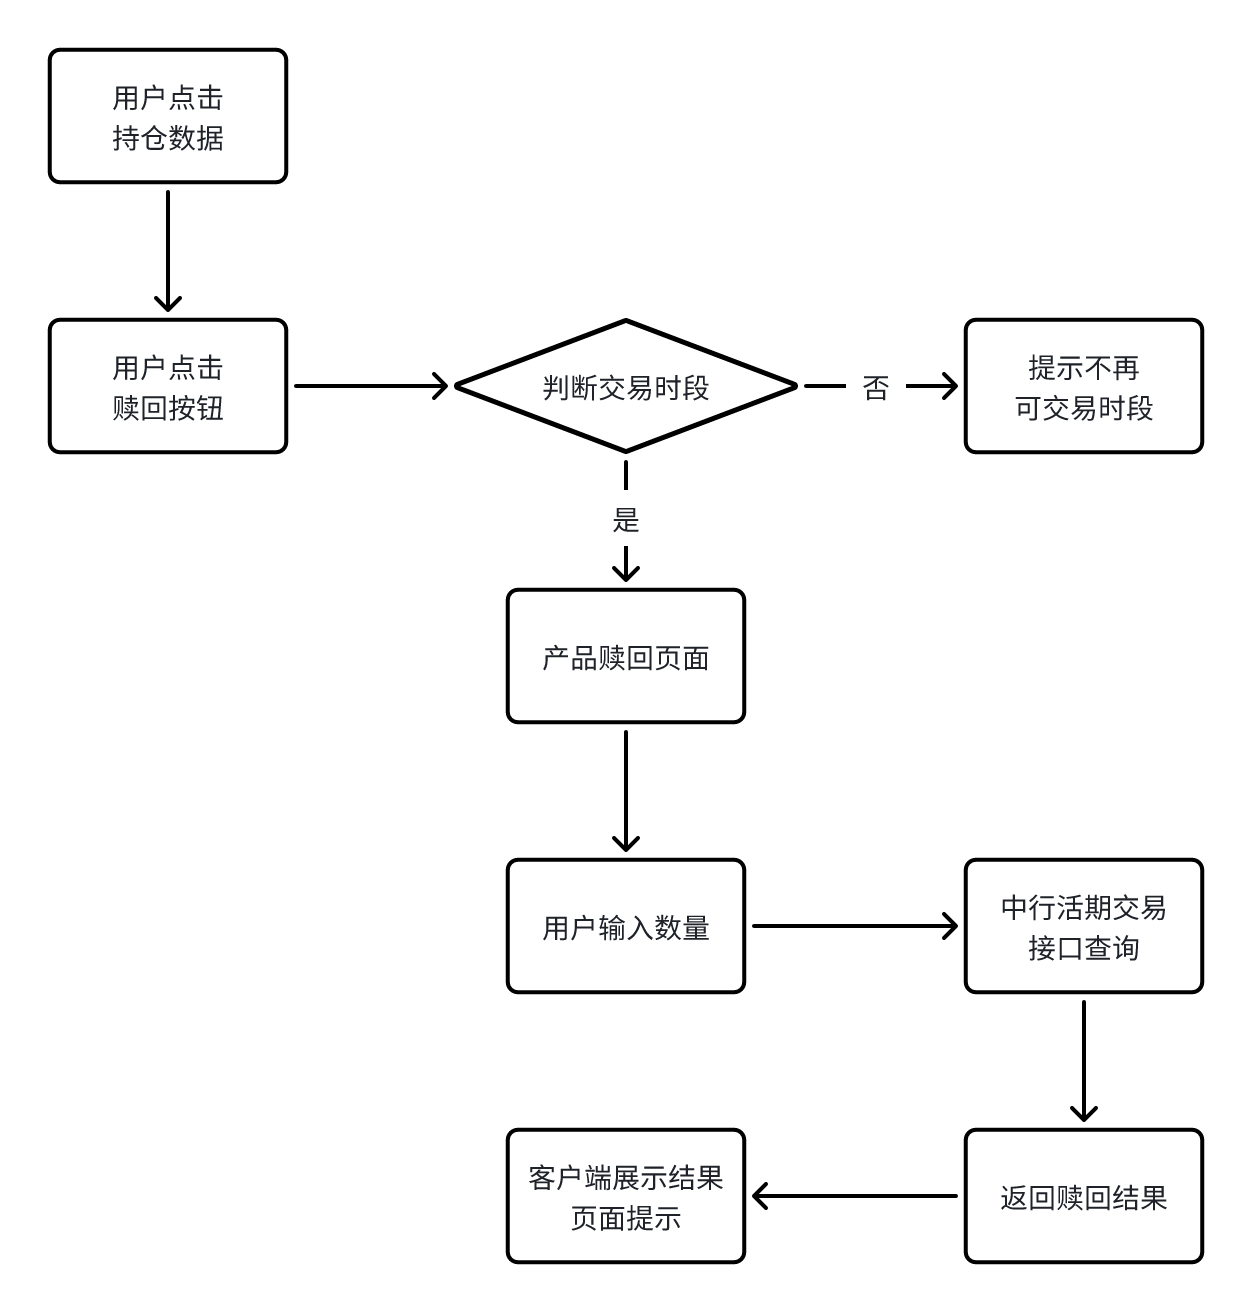 用户点击
持仓数据
用户点击
赎回按钮
判断交易时段
否
提示不再
可交易时段
是
产品赎回页面
用户输入数量
中行活期交易
接口查询
客户端展示结果
页面提示
返回赎回结果